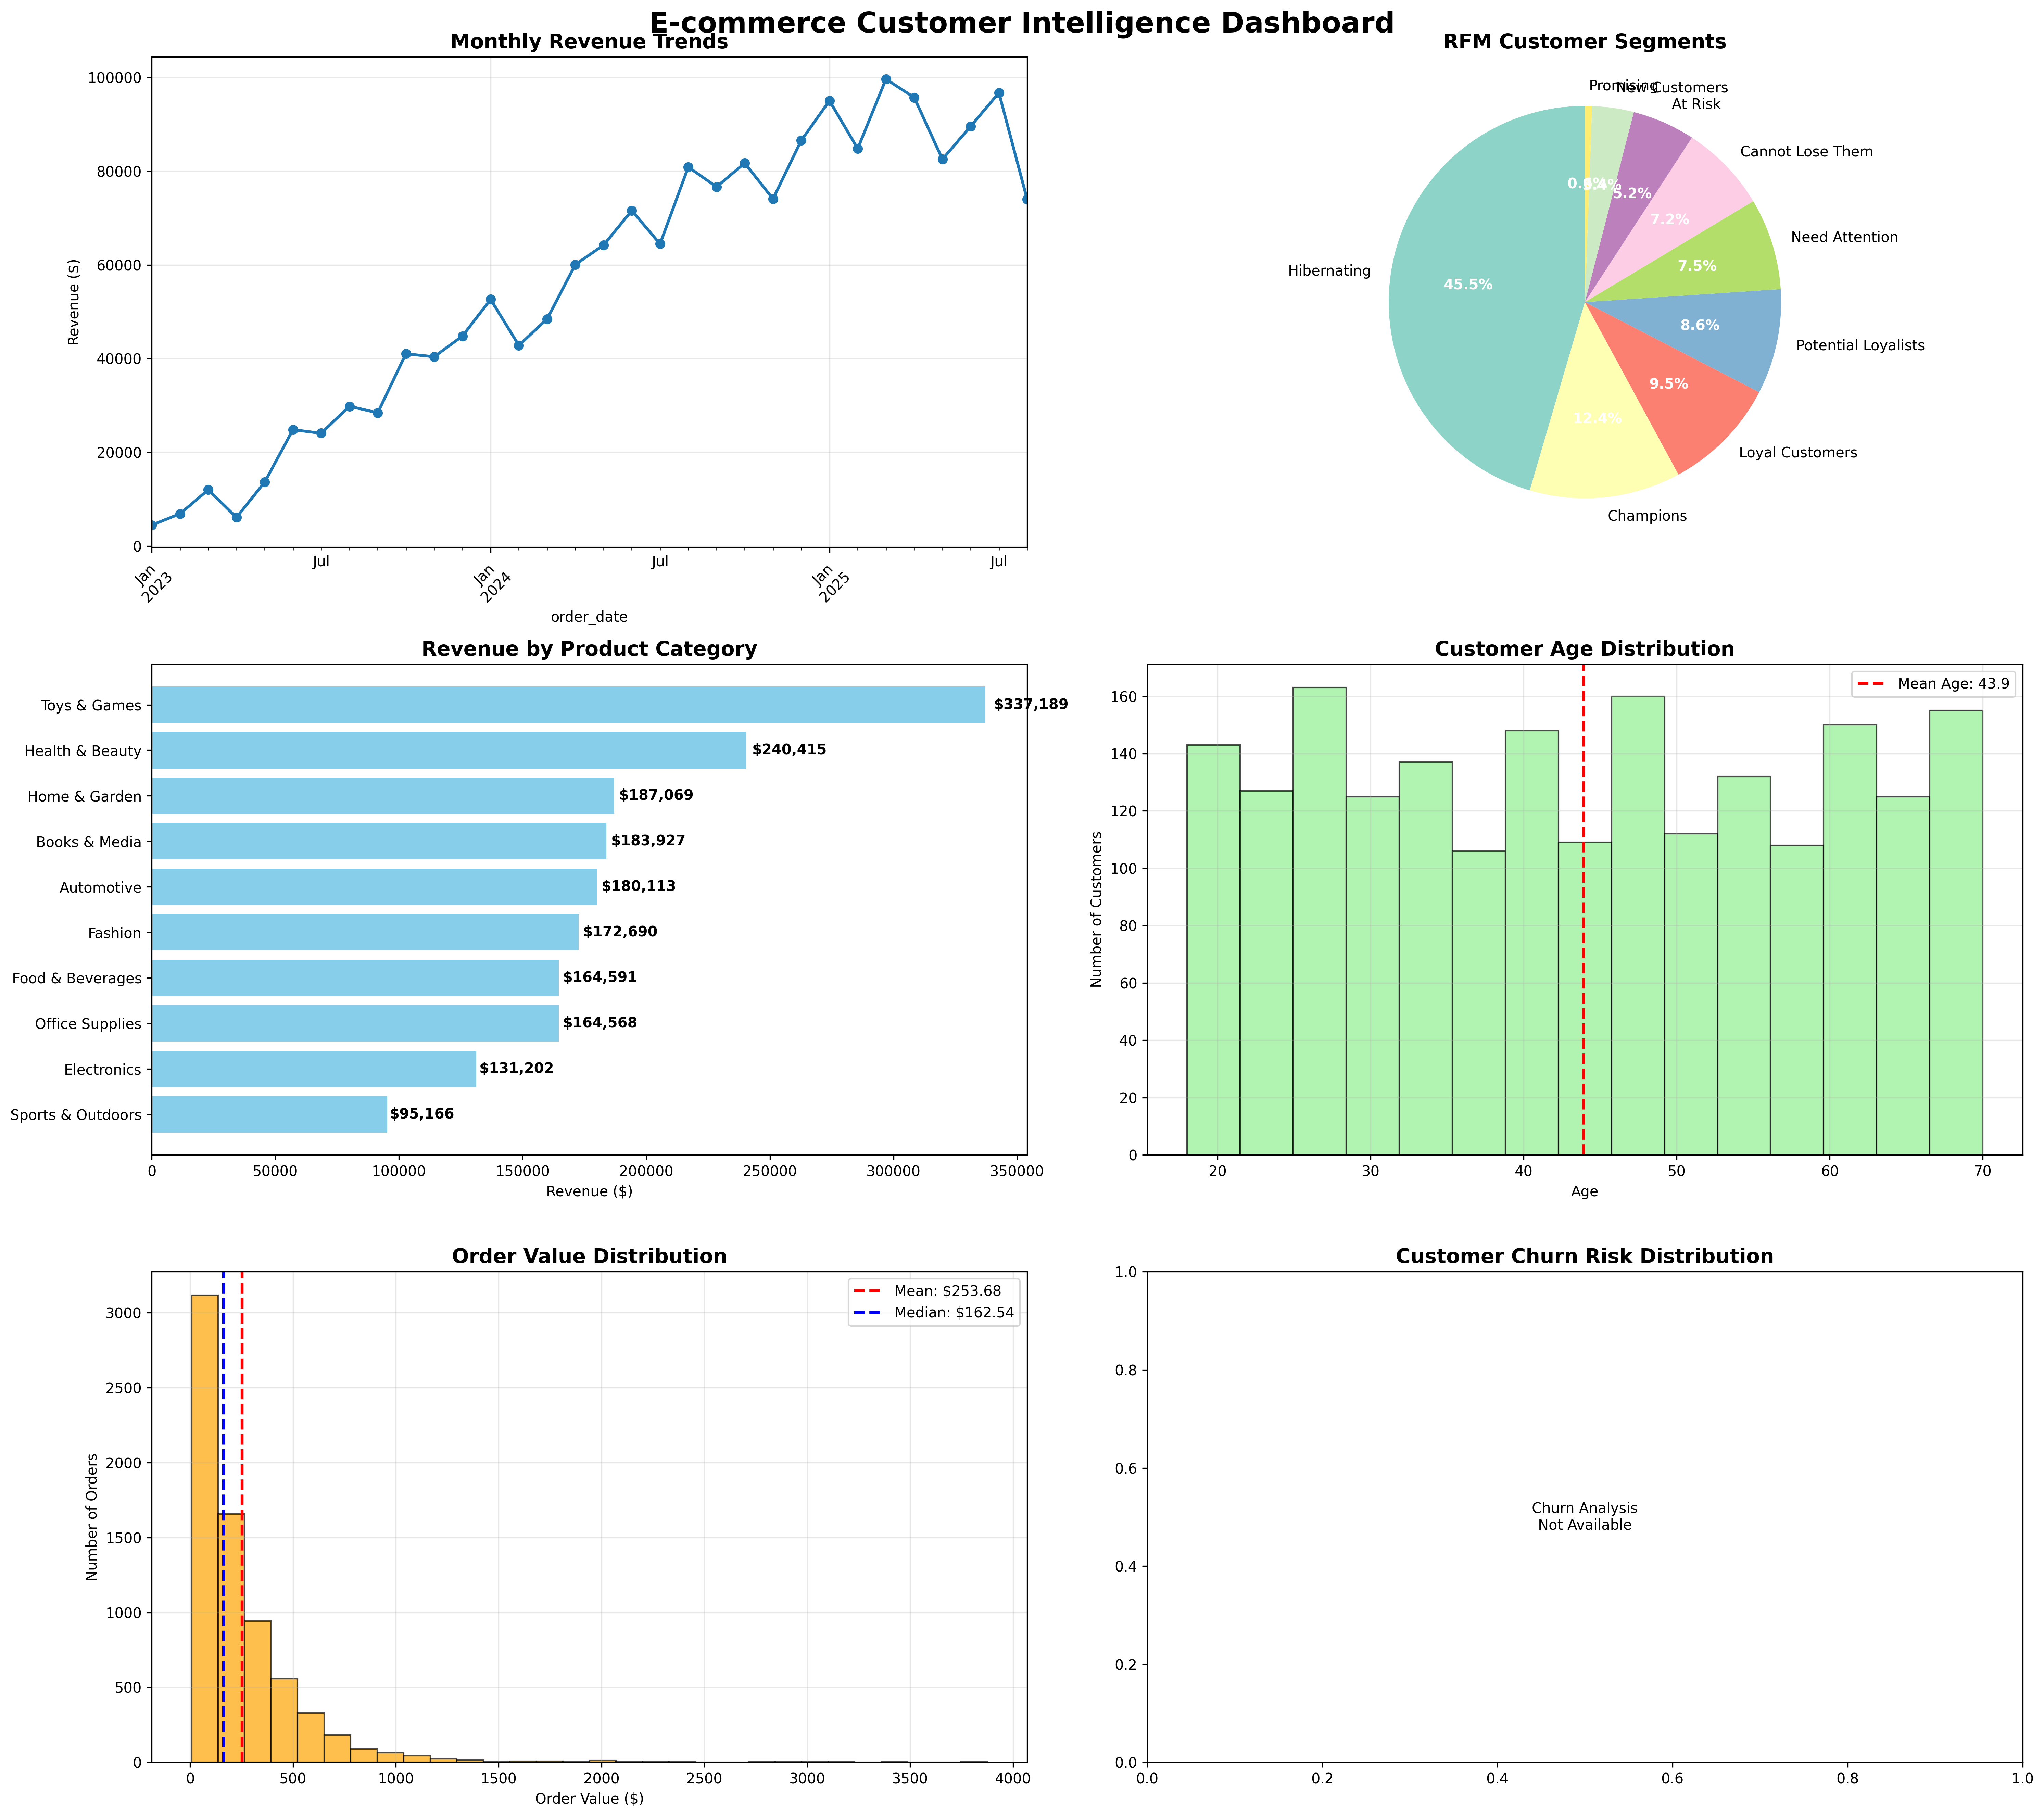 E-commerce Customer Intelligence Dashboard
Monthly Revenue Trends
100000
80000
60000
40000
20000
0
Revenue ($)
Jan
2023
Jul
Jan
2024
Jul
Jan
2025
Jul
order_date
RFM Customer Segments
Promising
New Customers
At Risk
Cannot Lose Them
Need Attention
Potential Loyalists
Loyal Customers
Champions
Hibernating
5.2%
7.2%
7.5%
8.6%
9.5%
12.4%
45.5%
Revenue by Product Category
Toys & Games
$337,189
Health & Beauty
$240,415
Home & Garden
$187,069
Books & Media
$183,927
Automotive
$180,113
Fashion
$172,690
Food & Beverages
$164,591
Office Supplies
$164,568
Electronics
$131,202
Sports & Outdoors
$95,166
0 50000 100000 150000 200000 250000 300000 350000
Revenue ($)
Customer Age Distribution
Mean Age: 43.9
160
140
120
100
80
60
40
20
0
Number of Customers
20 30 40 50 60 70
Age
Order Value Distribution
Mean: $253.68
Median: $162.54
3000
2500
2000
1500
1000
500
0
Number of Orders
0 500 1000 1500 2000 2500 3000 3500 4000
Order Value ($)
Customer Churn Risk Distribution
1.0
0.8
0.6
0.4
0.2
0.0
Churn Analysis
Not Available
0.0 0.2 0.4 0.6 0.8 1.0